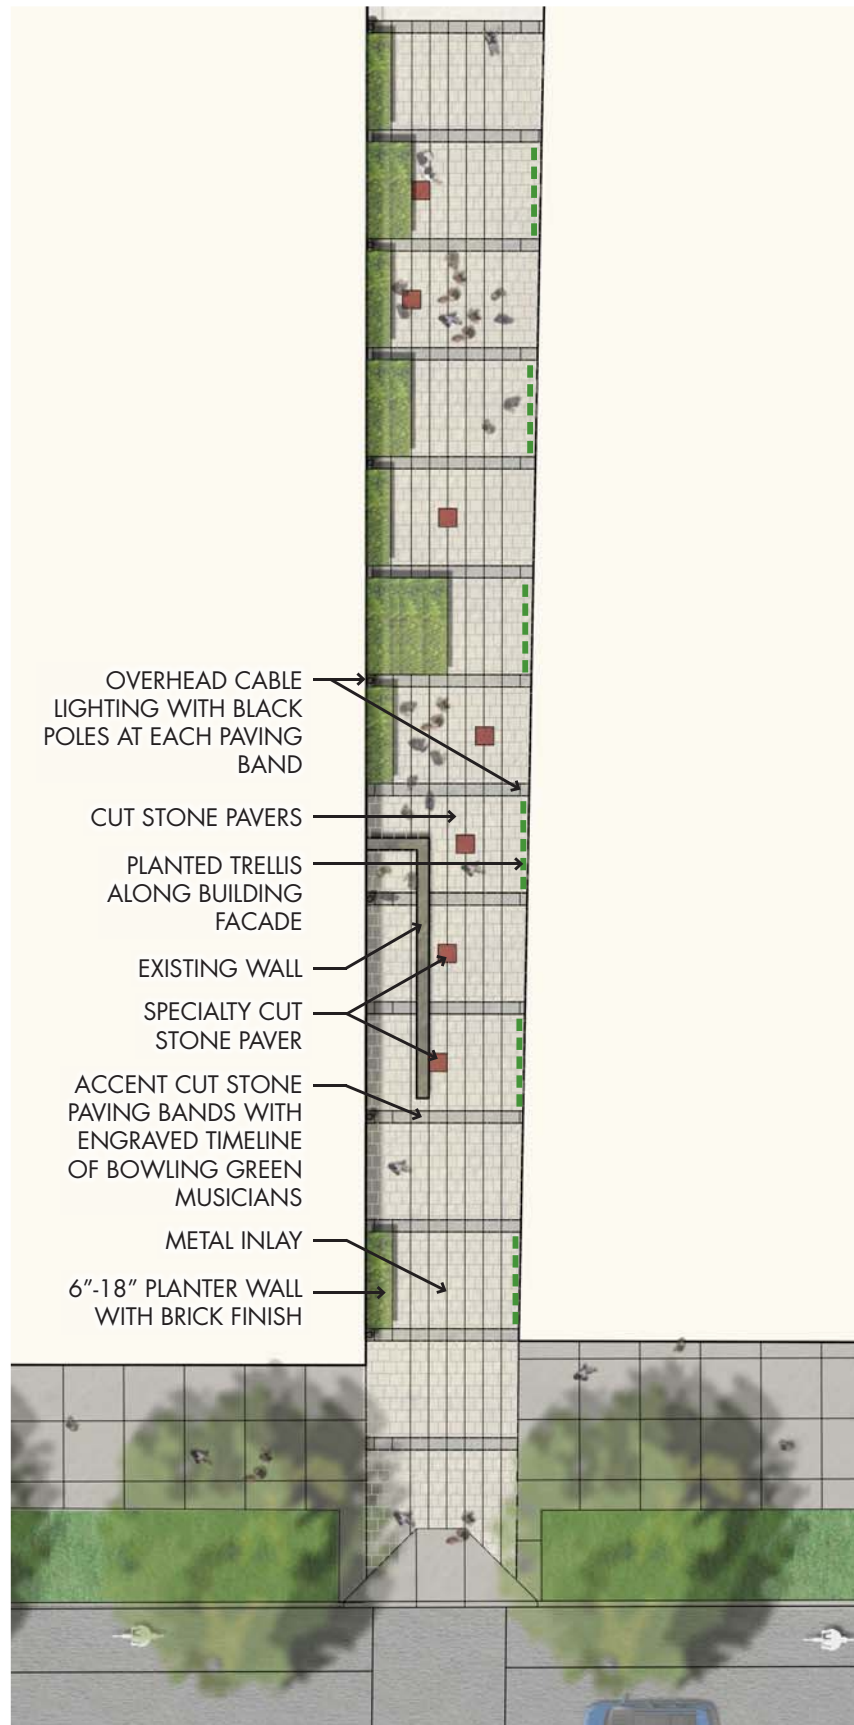 OVERHEAD CABLE
LIGHTING WITH BLACK
POLES AT EACH PAVING
BAND
CUT STONE PAVERS
PLANTED TRELLIS
ALONG BUILDING
FACADE
EXISTING WALL
SPECIALTY CUT
STONE PAVER
ACCENT CUT STONE
PAVING BANDS WITH
ENGRAVED TIMELINE
OF BOWLING GREEN
MUSICIANS
METAL INLAY
6”-18” PLANTER WALL
WITH BRICK FINISH